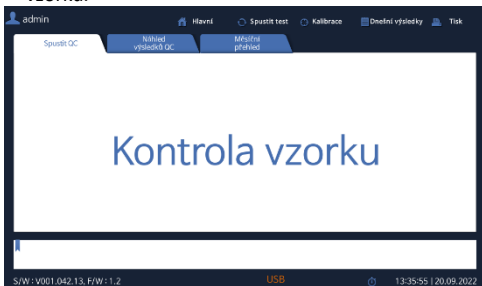 vzorku.
admin Hlavní Spustit test Kalibrace Dnešní výsledky Tisk
Spustit QC
Náhled
výsledků QC
Měsíční
přehled
Kontrola vzorku
S/W : V001.042.13, F/W : 1.2 USB 13:35:55 | 20.09.2022